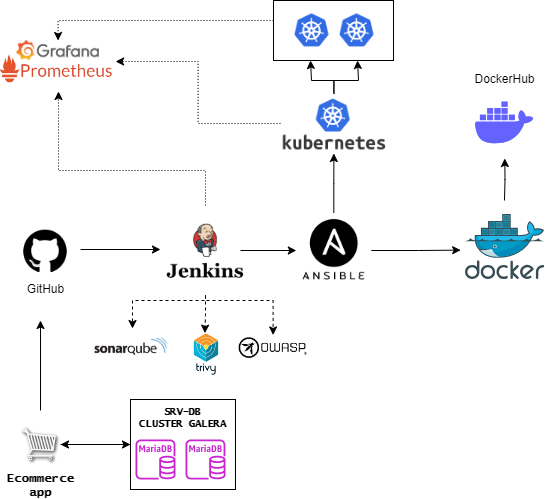 Grafana
Prometheus
DockerHub
kubernetes
GitHub
Jenkins
ANSIBLE
docker
sonarqube
trivy
OWASP
SRV-DB
CLUSTER GALERA
MariaDB
MariaDB
Ecommerce
app